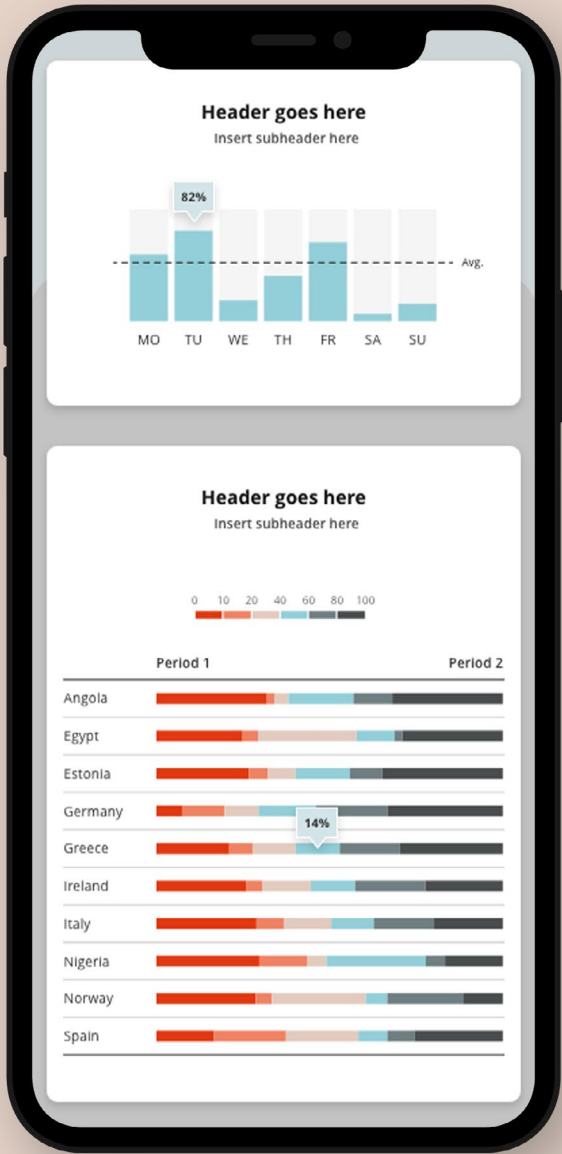 Header goes here
Insert subheader here
82%
Avg.
MO TU WE TH FR SA SU
Header goes here
Insert subheader here
0 10 20 40 60 80 100
Period 1 Period 2
Angola
Egypt
Estonia
Germany
14%
Greece
Ireland
Italy
Nigeria
Norway
Spain